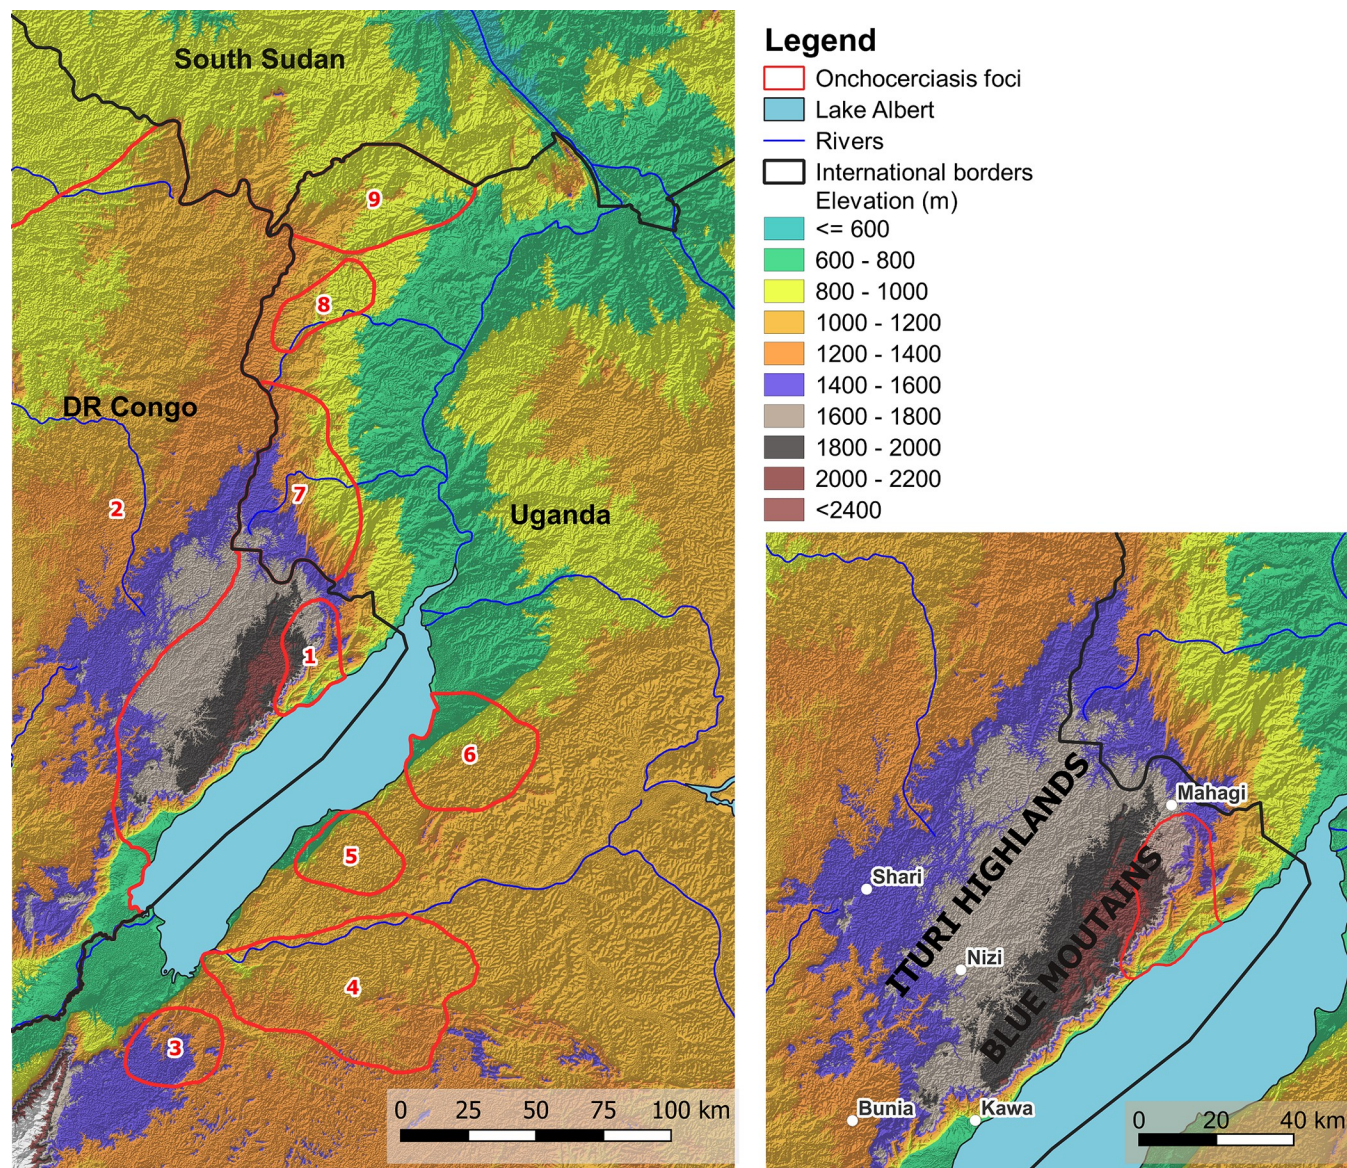 South Sudan
9
8
DR Congo
7
2
Uganda
1
6
5
4
3
0 25 50 75 100 km
Legend
Onchocerciasis foci
Lake Albert
Rivers
International borders
Elevation (m)
<= 600
600 - 800
800 - 1000
1000 - 1200
1200 - 1400
1400 - 1600
1600 - 1800
1800 - 2000
2000 - 2200
<2400
Mahagi
Shari
ITURI HIGHLANDS
BLUE MOUTAINS
Nizi
Bunia
Kawa
0 20 40 km